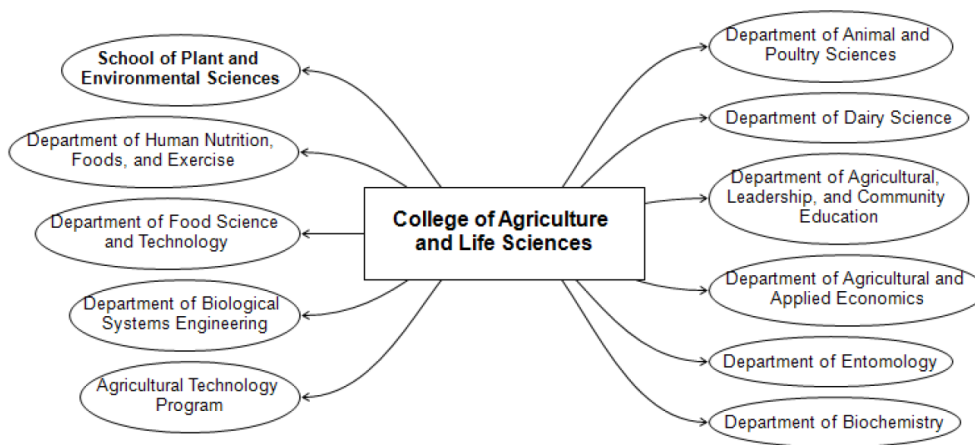 School of Plant and
Environmental Sciences
Department of Human Nutrition,
Foods, and Exercise
Department of Food Science
and Technology
Department of Biological
Systems Engineering
Agricultural Technology
Program
College of Agriculture
and Life Sciences
Department of Animal and
Poultry Sciences
Department of Dairy Science
Department of Agricultural,
Leadership, and Community
Education
Department of Agricultural and
Applied Economics
Department of Entomology
Department of Biochemistry